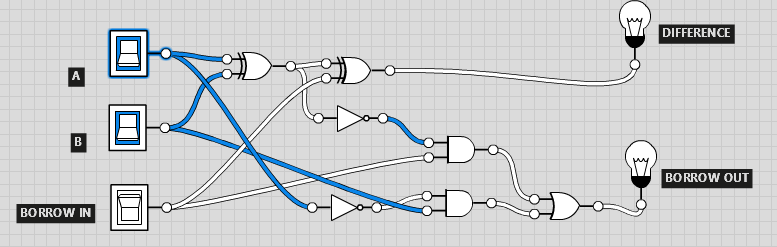 DIFFERENCE
A
B
BORROW OUT
BORROW IN